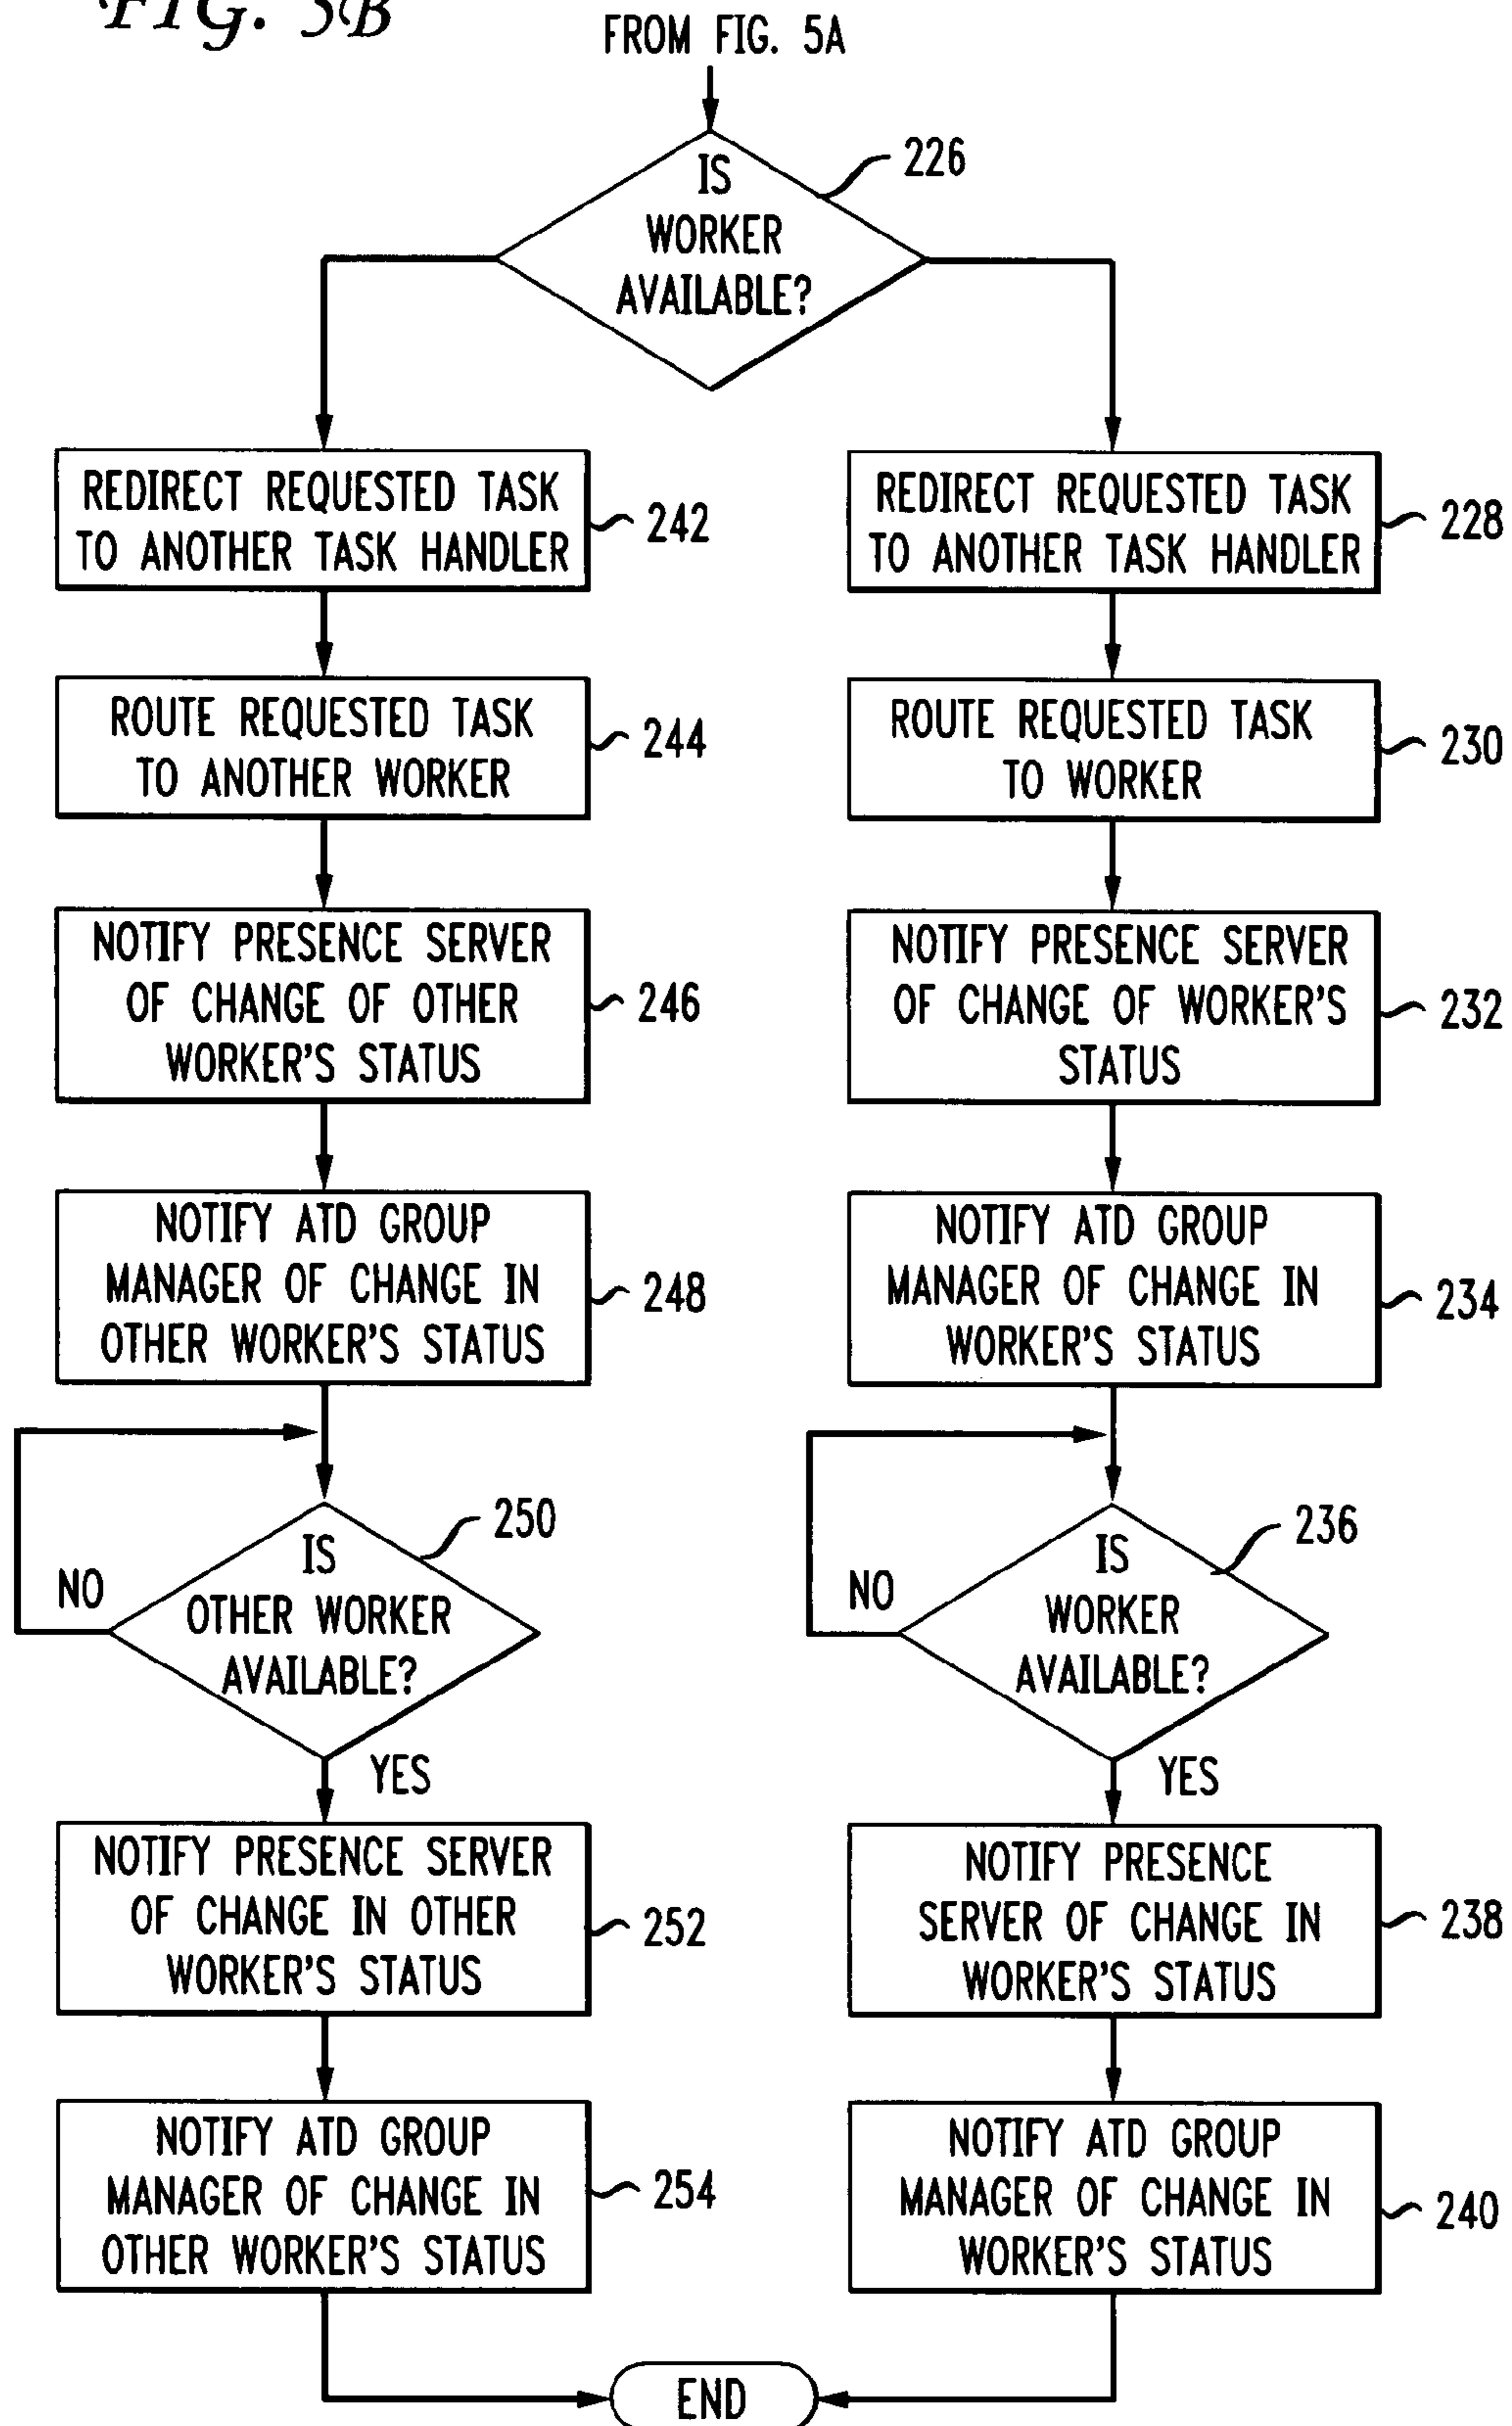 FIG. 5B
FROM FIG. 5A
IS
WORKER
AVAILABLE?
226
REDIRECT REQUESTED TASK
TO ANOTHER TASK HANDLER
242
REDIRECT REQUESTED TASK
TO ANOTHER TASK HANDLER
228
ROUTE REQUESTED TASK
TO ANOTHER WORKER
244
ROUTE REQUESTED TASK
TO WORKER
230
NOTIFY PRESENCE SERVER
OF CHANGE OF OTHER
WORKER'S STATUS
246
NOTIFY PRESENCE SERVER
OF CHANGE OF WORKER'S
STATUS
232
NOTIFY ATD GROUP
MANAGER OF CHANGE IN
OTHER WORKER'S STATUS
248
NOTIFY ATD GROUP
MANAGER OF CHANGE IN
WORKER'S STATUS
234
IS
OTHER WORKER
AVAILABLE?
250
NO
YES
IS
WORKER
AVAILABLE?
236
NO
YES
NOTIFY PRESENCE SERVER
OF CHANGE IN OTHER
WORKER'S STATUS
252
NOTIFY PRESENCE
SERVER OF CHANGE IN
WORKER'S STATUS
238
NOTIFY ATD GROUP
MANAGER OF CHANGE IN
OTHER WORKER'S STATUS
254
NOTIFY ATD GROUP
MANAGER OF CHANGE IN
WORKER'S STATUS
240
END